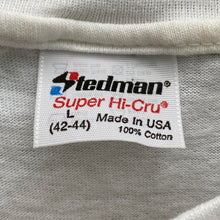 Stedman®
Super Hi-Cru®
L
(42-44)
Made In USA
100% Cotton